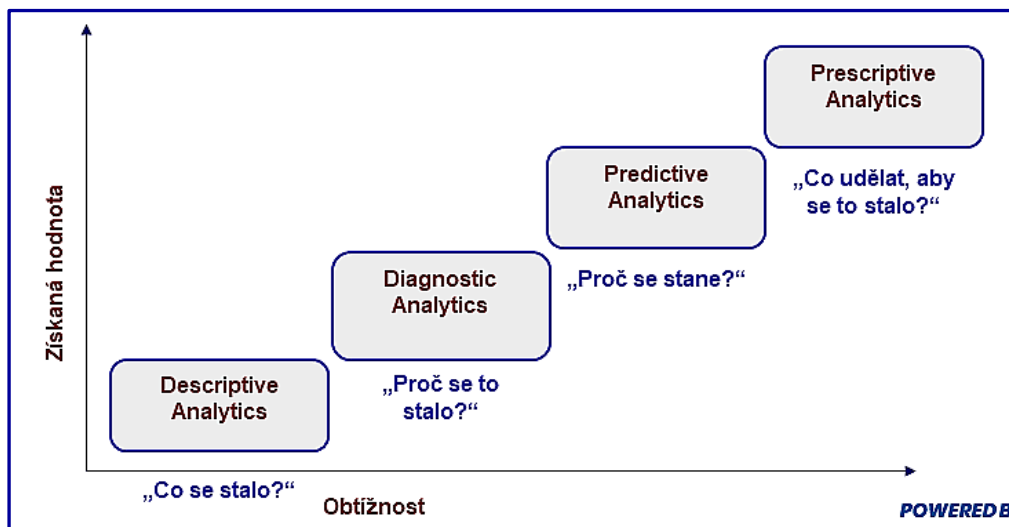 Prescriptive
Analytics
„Co udělat, aby
se to stalo?“
Predictive
Analytics
„Proč se stane?“
Diagnostic
Analytics
„Proč se to
stalo?“
Descriptive
Analytics
„Co se stalo?“
Získaná hodnota
Obtížnost
POWERED B